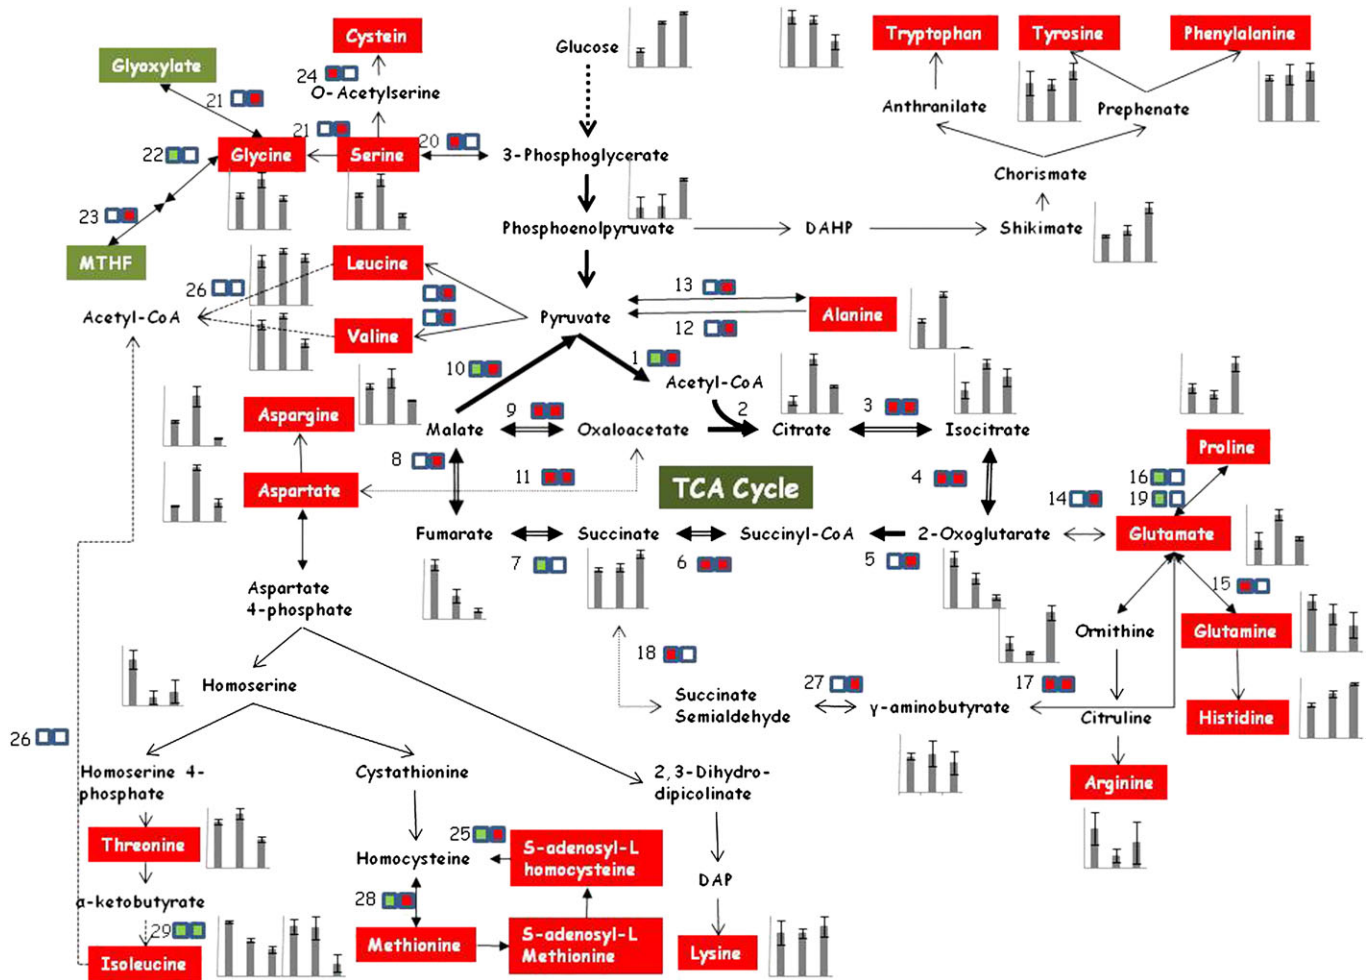 Cystein
Glucose
Tryptophan
Tyrosine
Phenylalanine
Glyoxylate
24
O-Acetylserine
21
Anthranilate
Prephenate
21
20
22
Glycine
Serine
3-Phosphoglycerate
Chorismate
23
Phosphoenolpyruvate
DAHP
Shikimate
MTHF
Leucine
26
13
Acetyl-CoA
Valine
Pyruvate
12
Alanine
10
1
Acetyl-CoA
Aspargine
9
2
3
Malate
Oxaloacetate
Citrate
Isocitrate
Proline
8
11
4
16
Aspartate
TCA Cycle
14
19
Fumarate
Succinate
Succinyl-CoA
2-Oxoglutarate
Glutamate
7
6
5
15
Aspartate
4-phosphate
Ornithine
Glutamine
18
Homoserine
27
17
Succinate
Semialdehyde
γ-aminobutyrate
Citruline
Histidine
26
Homoserine 4-
phosphate
Cystathionine
2,3-Dihydro-
dipicolinate
Arginine
Threonine
25
S-adenosyl-L
homocysteine
Homocysteine
DAP
α-ketobutyrate
28
29
Methionine
S-adenosyl-L
Methionine
Lysine
Isoleucine